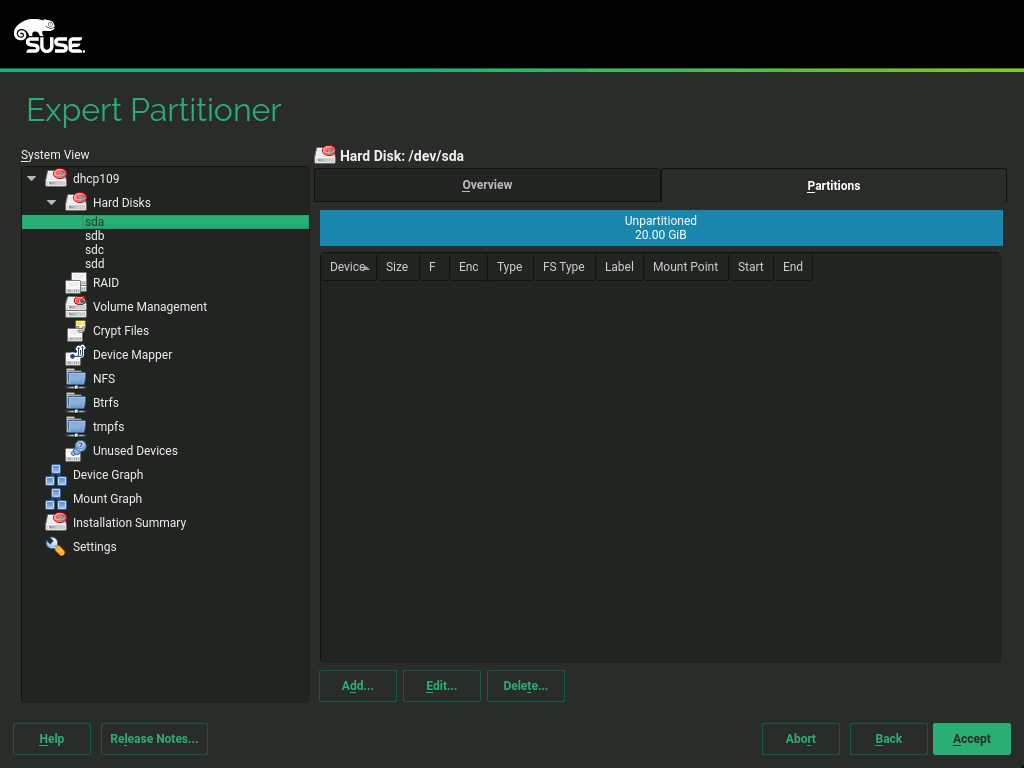 SUSE.
Expert Partitioner
System View
dhcp109
Hard Disks
sda
sdb
sdc
sdd
RAID
Volume Management
Crypt Files
Device Mapper
NFS
Btrfs
tmpfs
Unused Devices
Device Graph
Mount Graph
Installation Summary
Settings
Hard Disk: /dev/sda
Overview Partitions
Unpartitioned
20.00 GiB
Device Size F Enc Type FS Type Label Mount Point Start End
Add... Edit... Delete...
Help Release Notes... Abort Back Accept